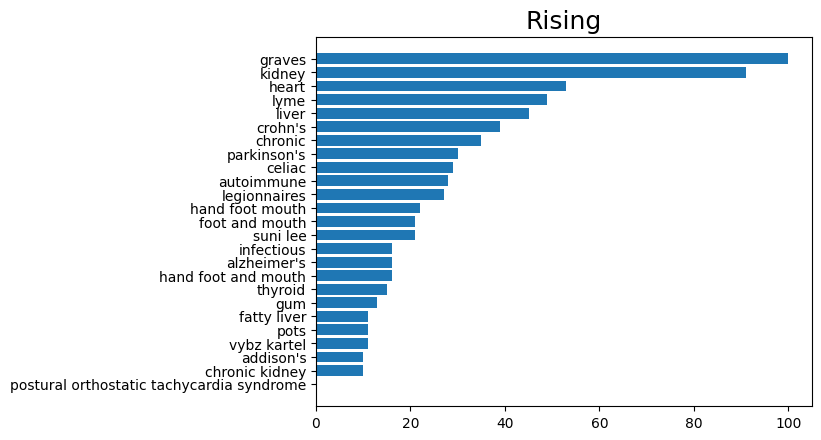 Rising
graves
kidney
heart
lyme
liver
crohn's
chronic
parkinson's
celiac
autoimmune
legionnaires
hand foot mouth
foot and mouth
suni lee
infectious
alzheimer's
hand foot and mouth
thyroid
gum
fatty liver
pots
vybz kartel
addison's
chronic kidney
postural orthostatic tachycardia syndrome
0 20 40 60 80 100